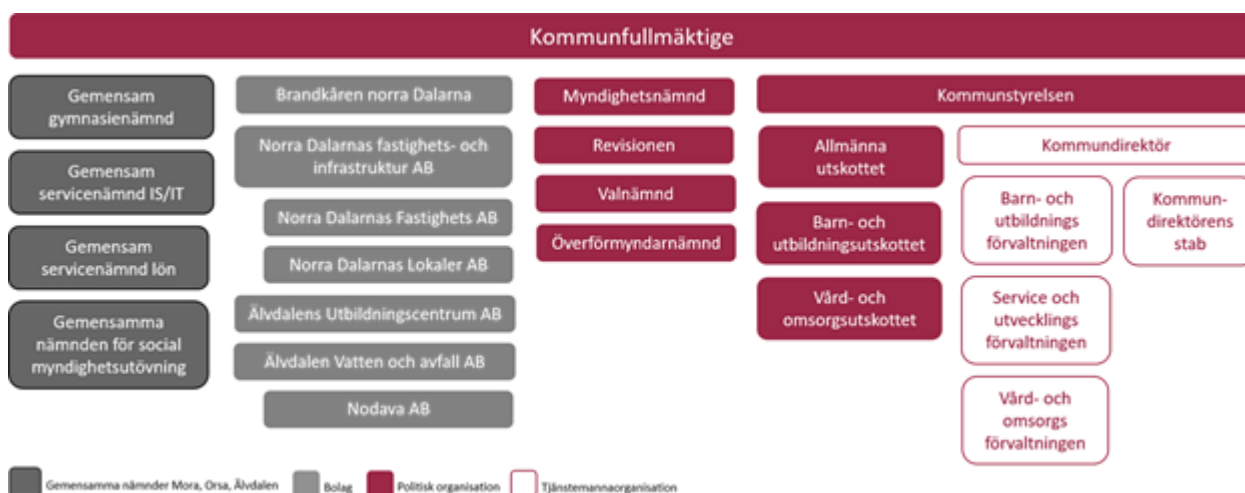 Kommunfullmäktige
Gemensam
gymnasienämnd
Gemensam
servicenämnd IS/IT
Gemensam
servicenämnd lön
Gemensamma
nämnden för social
myndighetsutövning
Brandkåren norra Dalarna
Norra Dalarnas fastighets- och
infrastruktur AB
Norra Dalarnas Fastighets AB
Norra Dalarnas Lokaler AB
Älvdalens Utbildningscentrum AB
Älvdalen Vatten och avfall AB
Nodava AB
Myndighetsnämnd
Revisionen
Valnämnd
Överförmyndarnämnd
Kommunstyrelsen
Allmänna
utskottet
Barn- och
utbildningsutskottet
Vård- och
omsorgsutskottet
Kommundirektör
Barn- och
utbildnings
förvaltningen
Service och
utvecklings
förvaltningen
Vård- och
omsorgs
förvaltningen
Kommun-
direktörens
stab
Gemensamma nämnder Mora, Orsa, Älvdalen
Bolag
Politisk organisation
Tjänstemannaorganisation